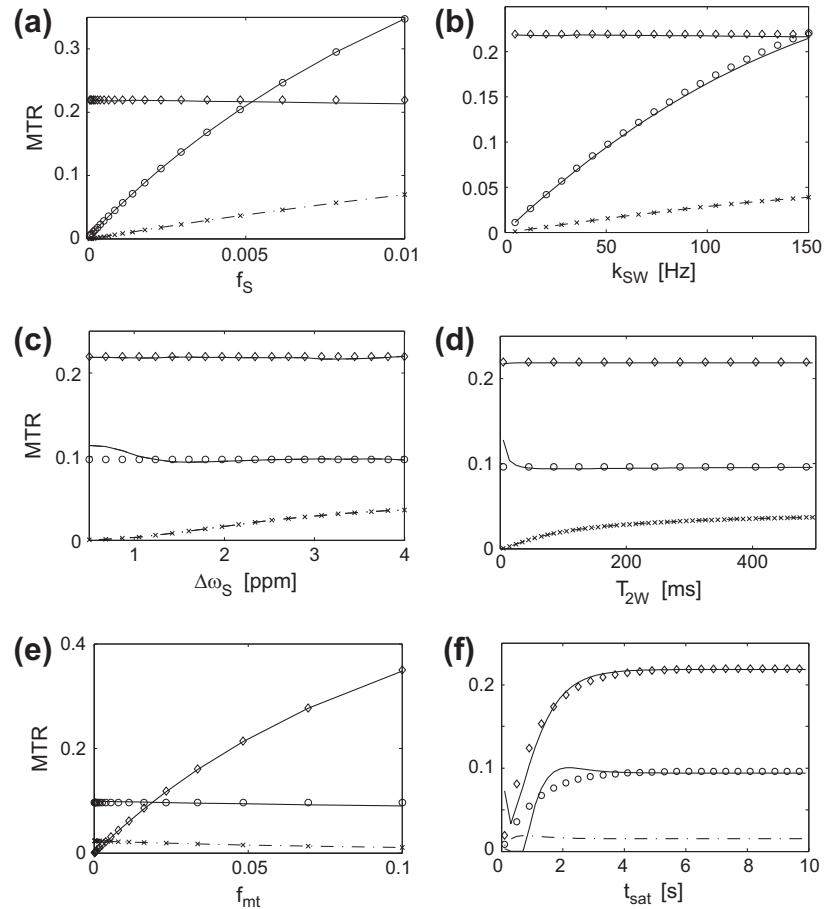 (a)
0.3
0.2
0.1
0
MTR
0
0.005
0.01
f_S
(b)
0.2
0.15
0.1
0.05
0
0
50
100
150
k_SW [Hz]
(c)
0.2
0.1
0
MTR
1
2
3
4
Δω_S [ppm]
(d)
0.2
0.1
0
200
400
T_2W [ms]
(e)
0.4
0.2
0
MTR
0
0.05
0.1
f_mt
(f)
0.2
0.1
0
0
2
4
6
8
10
t_sat [s]